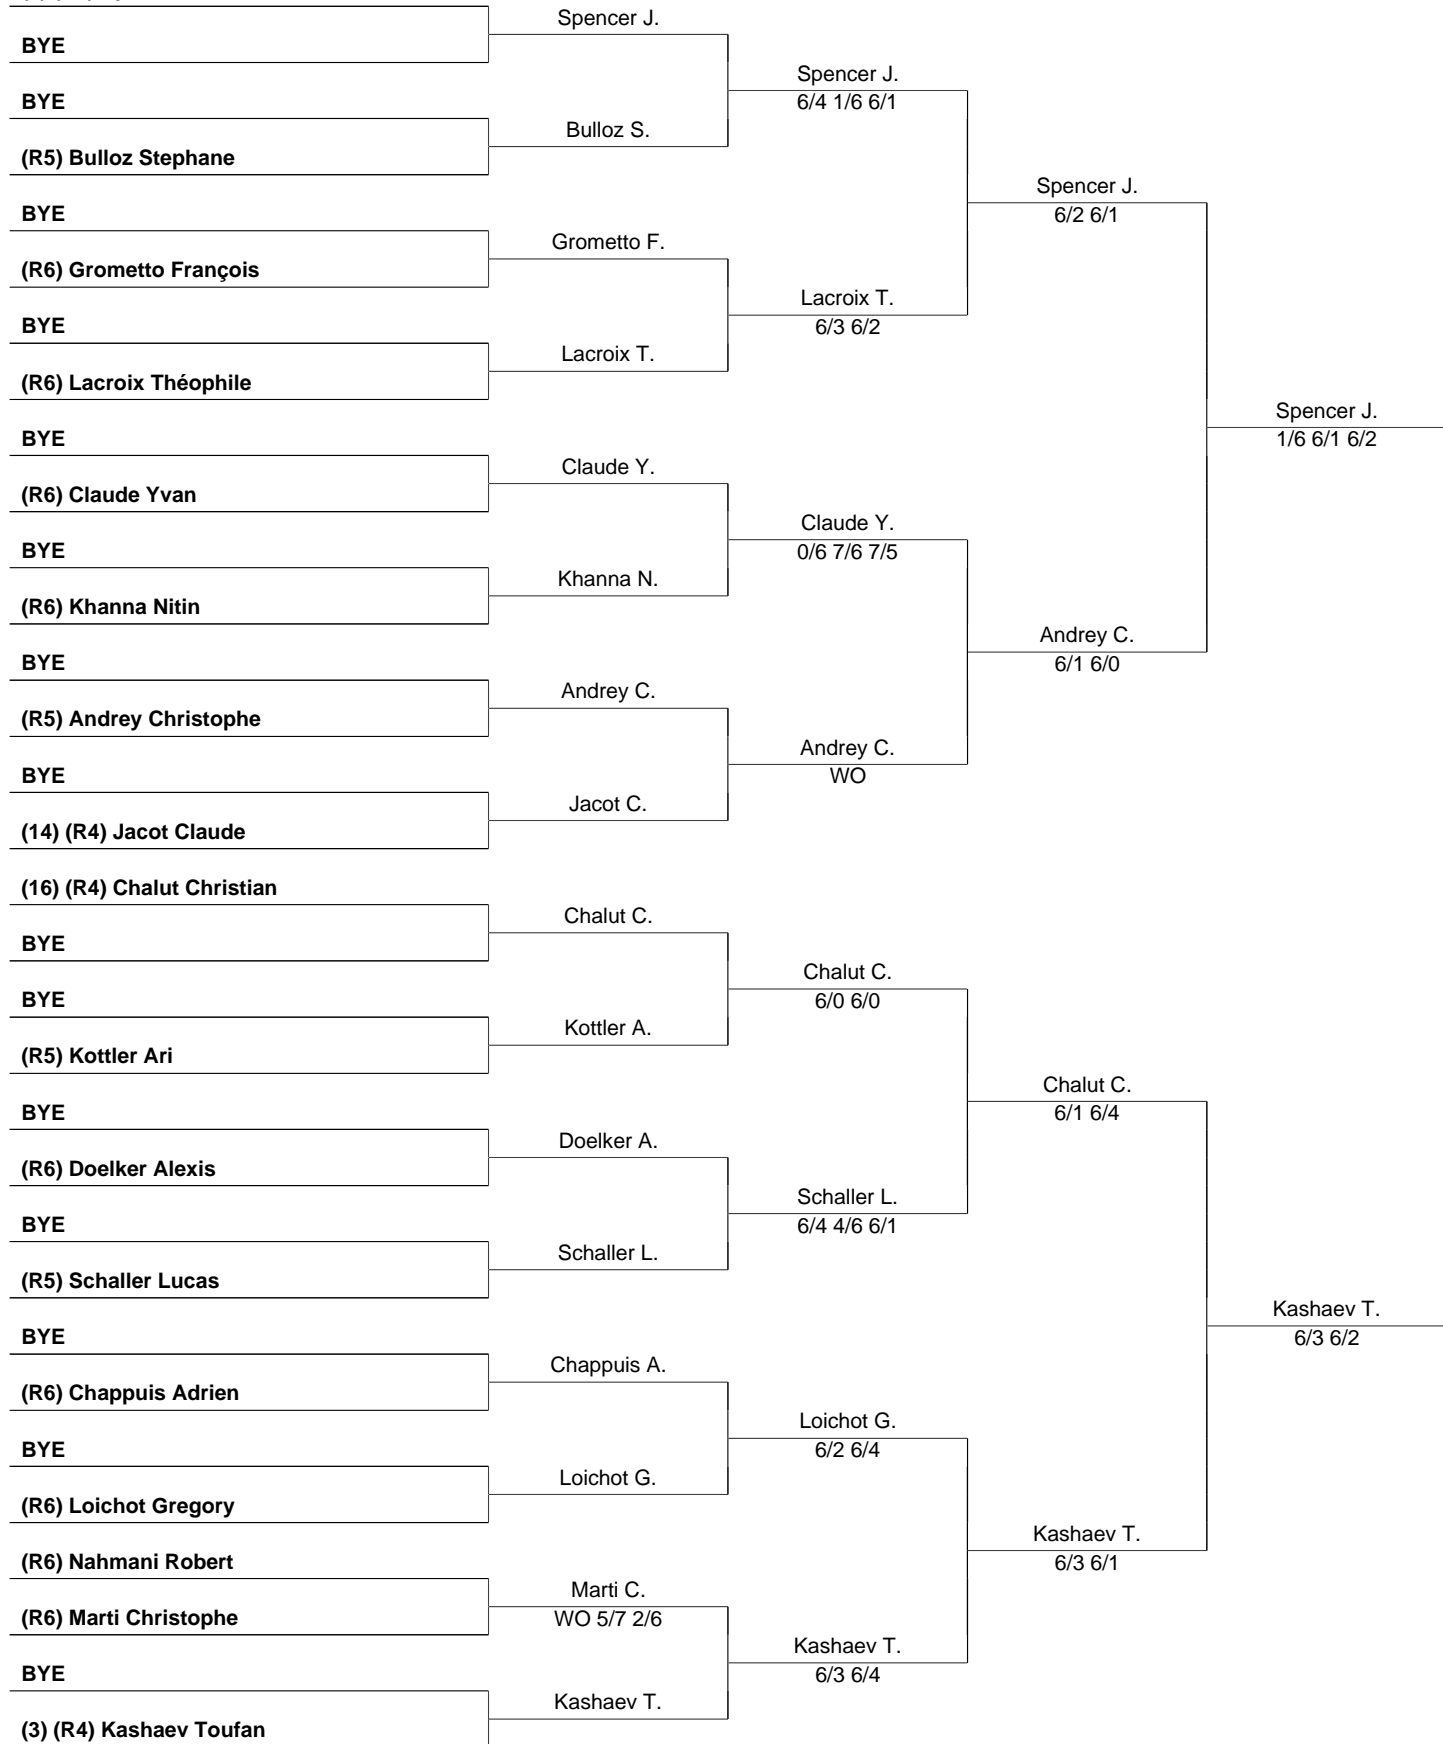 BYE
BYE
(R5) Bulloz Stephane
BYE
(R6) Grometto François
BYE
(R6) Lacroix Théophile
BYE
(R6) Claude Yvan
BYE
(R6) Khanna Nitin
BYE
(R5) Andrey Christophe
BYE
(14) (R4) Jacot Claude
(16) (R4) Chalut Christian
BYE
BYE
(R5) Kottler Ari
BYE
(R6) Doelker Alexis
BYE
(R5) Schaller Lucas
BYE
(R6) Chappuis Adrien
BYE
(R6) Loichot Gregory
(R6) Nahmani Robert
(R6) Marti Christophe
BYE
(3) (R4) Kashaev Toufan
Spencer J.
Bulloz S.
Grometto F.
Lacroix T.
Claude Y.
Khanna N.
Andrey C.
Jacot C.
Chalut C.
Kottler A.
Doelker A.
Schaller L.
Chappuis A.
Loichot G.
Marti C.
WO 5/7 2/6
Kashaev T.
Spencer J.
6/4 1/6 6/1
Lacroix T.
6/3 6/2
Claude Y.
0/6 7/6 7/5
Andrey C.
WO
Chalut C.
6/0 6/0
Schaller L.
6/4 4/6 6/1
Loichot G.
6/2 6/4
Kashaev T.
6/3 6/4
Spencer J.
6/2 6/1
Andrey C.
6/1 6/0
Chalut C.
6/1 6/4
Kashaev T.
6/3 6/1
Spencer J.
1/6 6/1 6/2
Kashaev T.
6/3 6/2